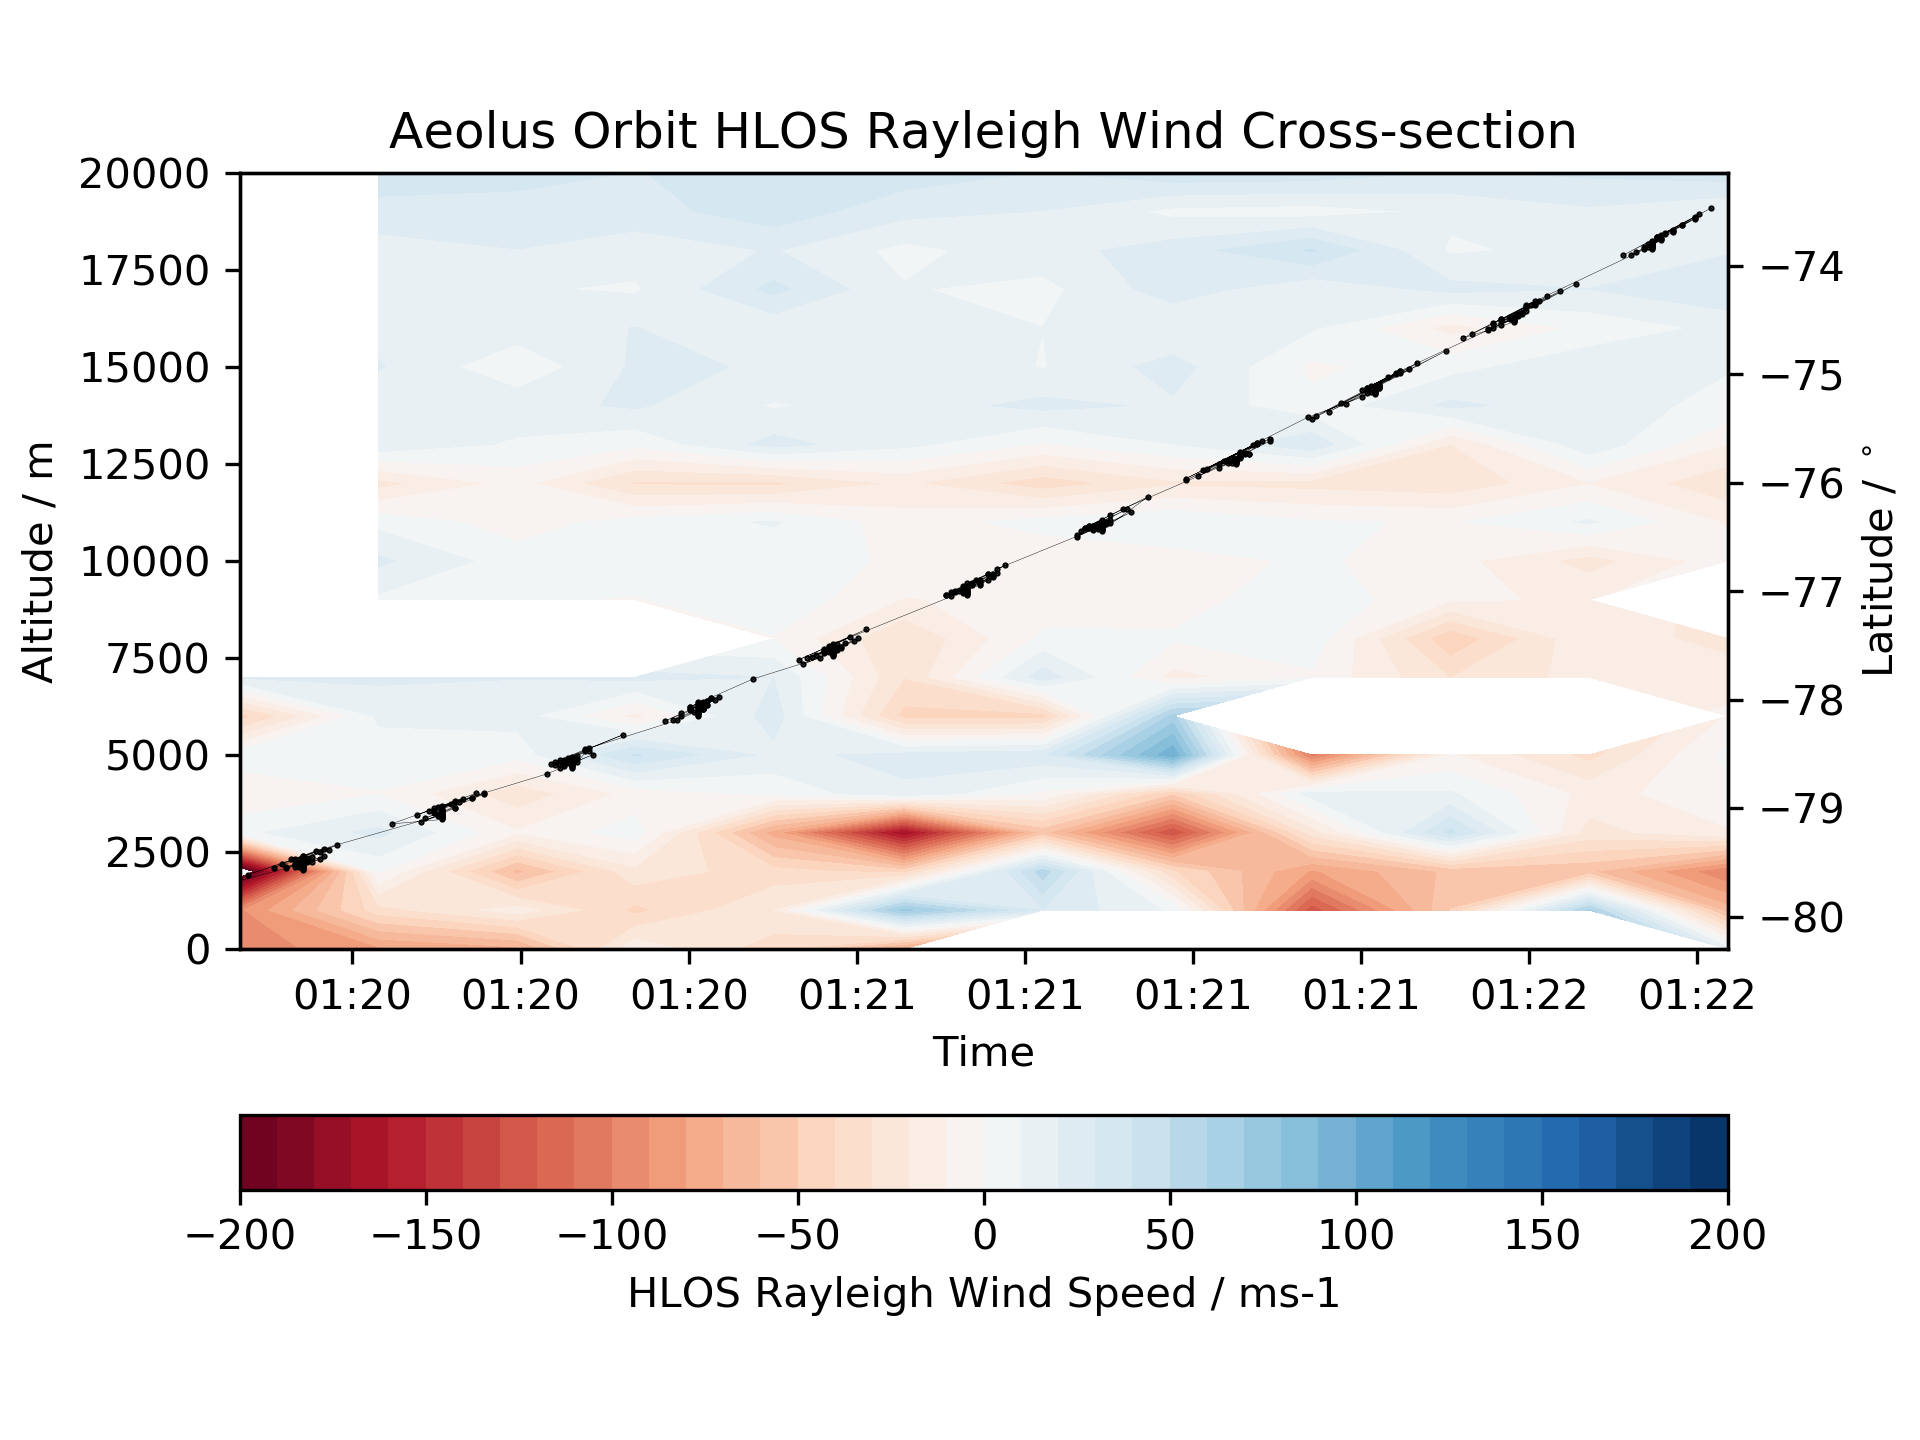 Aeolus Orbit HLOS Rayleigh Wind Cross-section
20000
17500
15000
12500
10000
7500
5000
2500
0
Altitude / m
−74
−75
−76
−77
−78
−79
−80
Latitude / °
01:20 01:20 01:20 01:21 01:21 01:21 01:21 01:22 01:22
Time
−200 −150 −100 −50 0 50 100 150 200
HLOS Rayleigh Wind Speed / ms-1